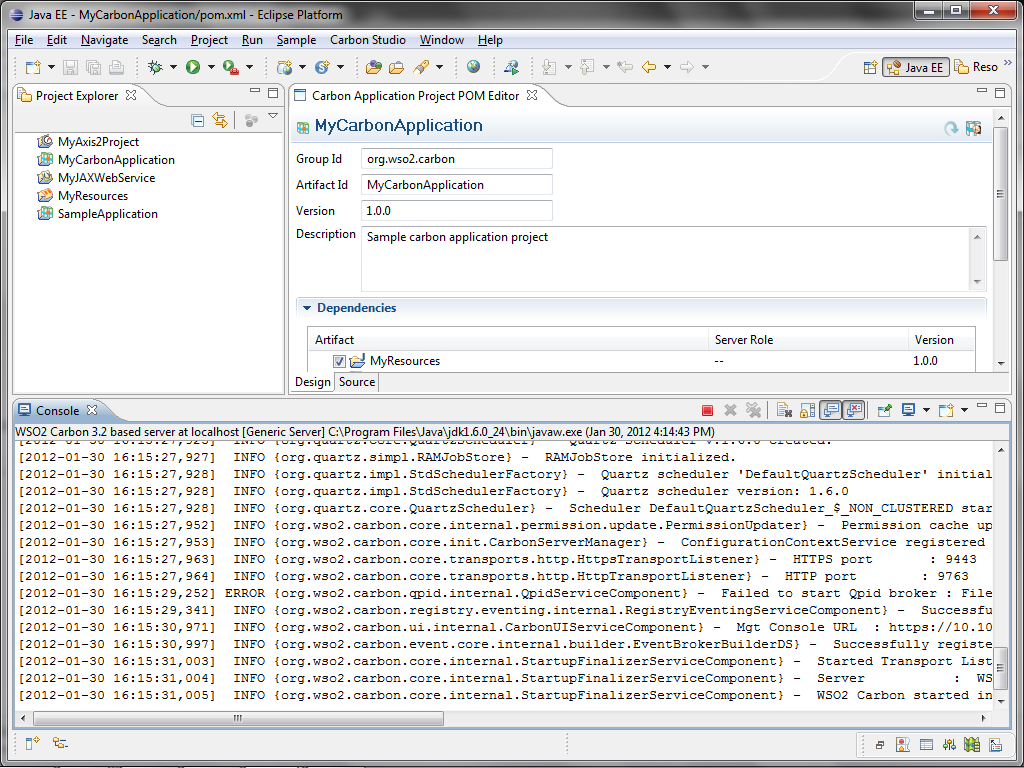 Java EE - MyCarbonApplication/pom.xml - Eclipse Platform
File Edit Navigate Search Project Run Sample Carbon Studio Window Help
Java EE Reso
Project Explorer
MyAxis2Project
MyCarbonApplication
MyJAXWebService
MyResources
SampleApplication
Carbon Application Project POM Editor
MyCarbonApplication
Group Id org.wso2.carbon
Artifact Id MyCarbonApplication
Version 1.0.0
Description Sample carbon application project
Dependencies
Artifact Server Role Version
MyResources -- 1.0.0
Design Source
Console
WSO2 Carbon 3.2 based server at localhost [Generic Server] C:\Program Files\Java\jdk1.6.0_24\bin\javaw.exe (Jan 30, 2012 4:14:43 PM)
[2012-01-30 16:15:27,925] INFO {org.quartz.core.QuartzScheduler} - Quartz Scheduler v.1.6.0 created.
[2012-01-30 16:15:27,927] INFO {org.quartz.simpl.RAMJobStore} - RAMJobStore initialized.
[2012-01-30 16:15:27,928] INFO {org.quartz.impl.StdSchedulerFactory} - Quartz scheduler 'DefaultQuartzScheduler' initial
[2012-01-30 16:15:27,928] INFO {org.quartz.impl.StdSchedulerFactory} - Quartz scheduler version: 1.6.0
[2012-01-30 16:15:27,928] INFO {org.quartz.core.QuartzScheduler} - Scheduler DefaultQuartzScheduler_$_NON_CLUSTERED star
[2012-01-30 16:15:27,952] INFO {org.wso2.carbon.core.internal.permission.update.PermissionUpdater} - Permission cache up
[2012-01-30 16:15:27,953] INFO {org.wso2.carbon.core.init.CarbonServerManager} - ConfigurationContextService registered
[2012-01-30 16:15:27,963] INFO {org.wso2.carbon.core.transports.http.HttpsTransportListener} - HTTPS port : 9443
[2012-01-30 16:15:27,964] INFO {org.wso2.carbon.core.transports.http.HttpTransportListener} - HTTP port : 9763
[2012-01-30 16:15:29,252] ERROR {org.wso2.carbon.qpid.internal.QpidServiceComponent} - Failed to start Qpid broker : File
[2012-01-30 16:15:29,341] INFO {org.wso2.carbon.registry.eventing.internal.RegistryEventingServiceComponent} - Successfu
[2012-01-30 16:15:30,971] INFO {org.wso2.carbon.ui.internal.CarbonUIServiceComponent} - Mgt Console URL : https://10.10
[2012-01-30 16:15:30,997] INFO {org.wso2.carbon.event.core.internal.builder.EventBrokerBuilderDS} - Successfully registe
[2012-01-30 16:15:31,003] INFO {org.wso2.carbon.core.internal.StartupFinalizerServiceComponent} - Started Transport List
[2012-01-30 16:15:31,004] INFO {org.wso2.carbon.core.internal.StartupFinalizerServiceComponent} - Server : WS
[2012-01-30 16:15:31,005] INFO {org.wso2.carbon.core.internal.StartupFinalizerServiceComponent} - WSO2 Carbon started in